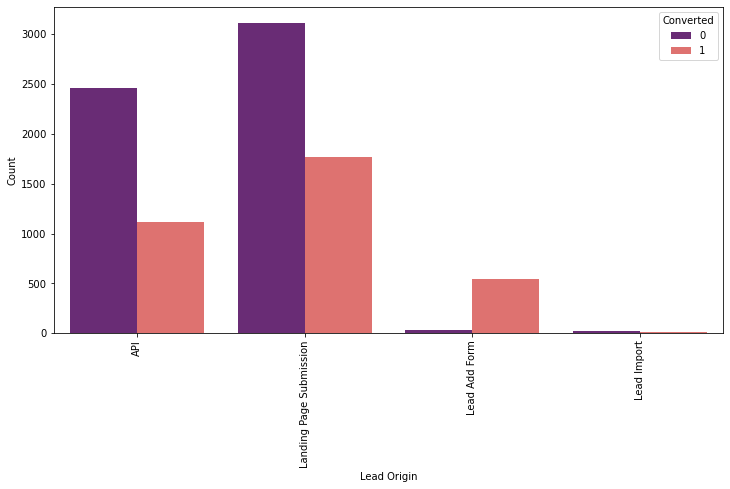 Converted
0
1
3000
2500
2000
1500
1000
500
0
Count
API
Landing Page Submission
Lead Add Form
Lead Import
Lead Origin